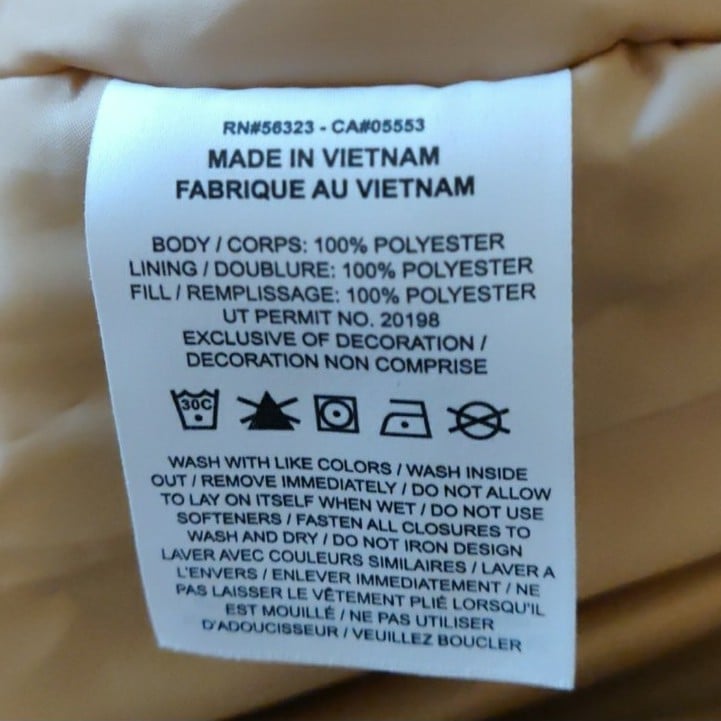 RN#56323 - CA#05553
MADE IN VIETNAM
FABRIQUE AU VIETNAM
BODY / CORPS: 100% POLYESTER
LINING / DOUBLURE: 100% POLYESTER
FILL / REMPLISSAGE: 100% POLYESTER
UT PERMIT NO. 20198
EXCLUSIVE OF DECORATION /
DECORATION NON COMPRISE
30C
WASH WITH LIKE COLORS / WASH INSIDE
OUT / REMOVE IMMEDIATELY / DO NOT ALLOW
TO LAY ON ITSELF WHEN WET / DO NOT USE
SOFTENERS / FASTEN ALL CLOSURES TO
WASH AND DRY / DO NOT IRON DESIGN
LAVER AVEC COULEURS SIMILAIRES / LAVER A
L'ENVERS / ENLEVER IMMEDIATEMENT / NE
PAS LAISSER LE VÊTEMENT PLIÉ LORSQU'IL
EST MOUILLÉ / NE PAS UTILISER
D'ADOUCISSEUR / VEUILLEZ BOUCLER